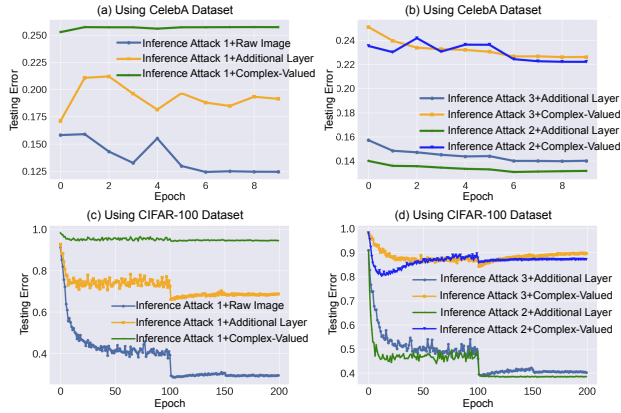 (a) Using CelebA Dataset
Testing Error
0.250
0.225
0.200
0.175
0.150
0.125
Inference Attack 1+Raw Image
Inference Attack 1+Additional Layer
Inference Attack 1+Complex-Valued
0 2 4 6 8
Epoch
(b) Using CelebA Dataset
Testing Error
0.24
0.22
0.20
0.18
0.16
0.14
Inference Attack 3+Additional Layer
Inference Attack 3+Complex-Valued
Inference Attack 2+Additional Layer
Inference Attack 2+Complex-Valued
0 2 4 6 8
Epoch
(c) Using CIFAR-100 Dataset
Testing Error
1.0
0.8
0.6
0.4
Inference Attack 1+Raw Image
Inference Attack 1+Additional Layer
Inference Attack 1+Complex-Valued
0 50 100 150 200
Epoch
(d) Using CIFAR-100 Dataset
Testing Error
1.0
0.9
0.8
0.7
0.6
0.5
0.4
Inference Attack 3+Additional Layer
Inference Attack 3+Complex-Valued
Inference Attack 2+Additional Layer
Inference Attack 2+Complex-Valued
0 50 100 150 200
Epoch